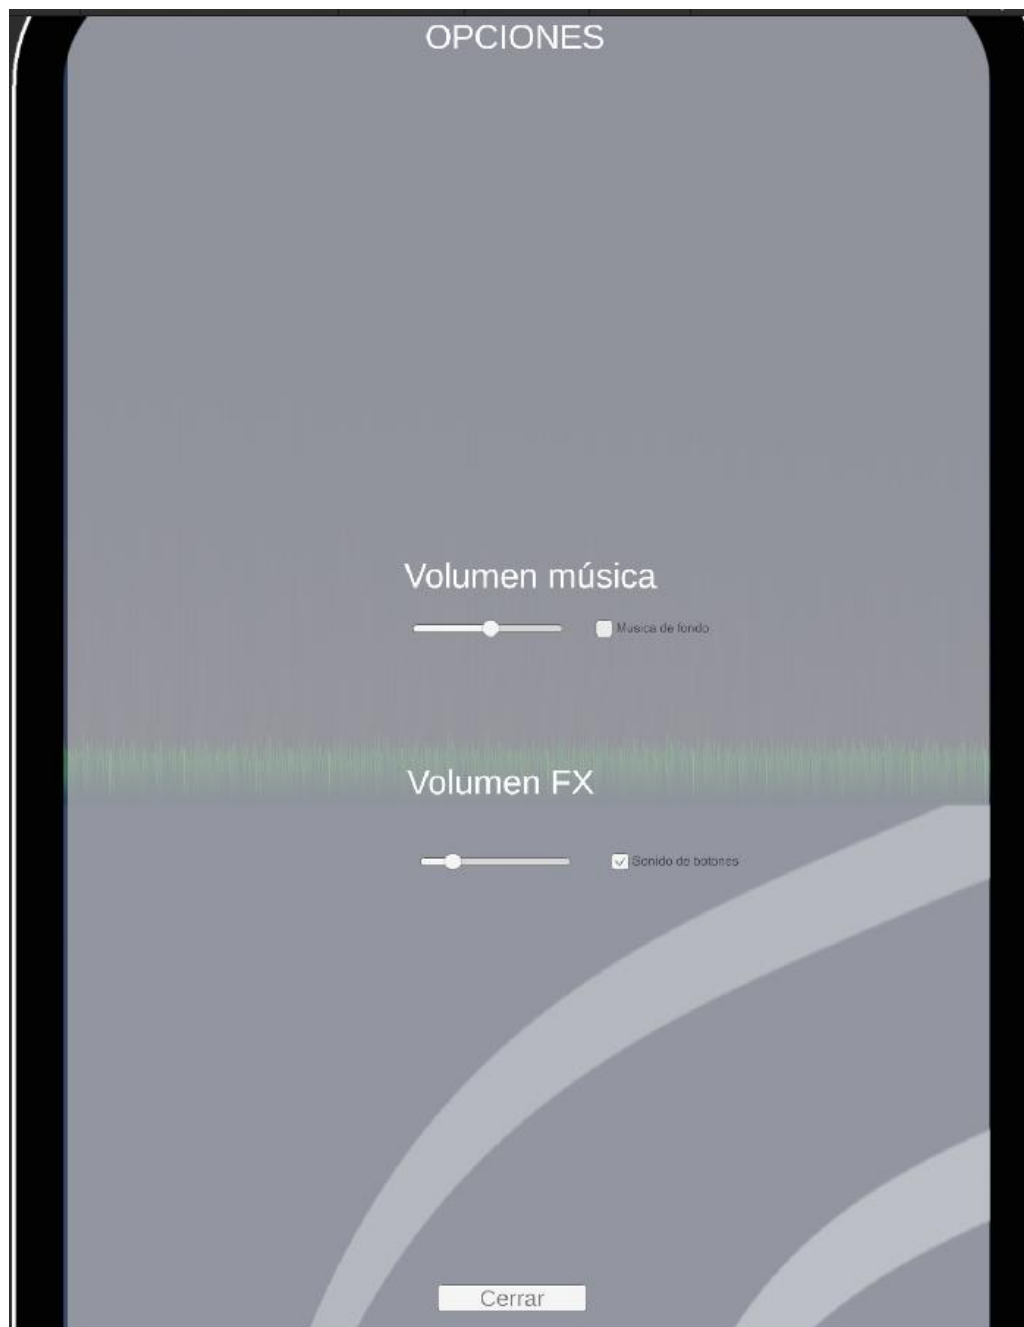 OPCIONES
Volumen música
Musica de fondo
Volumen FX
Sonido de botones
Cerrar